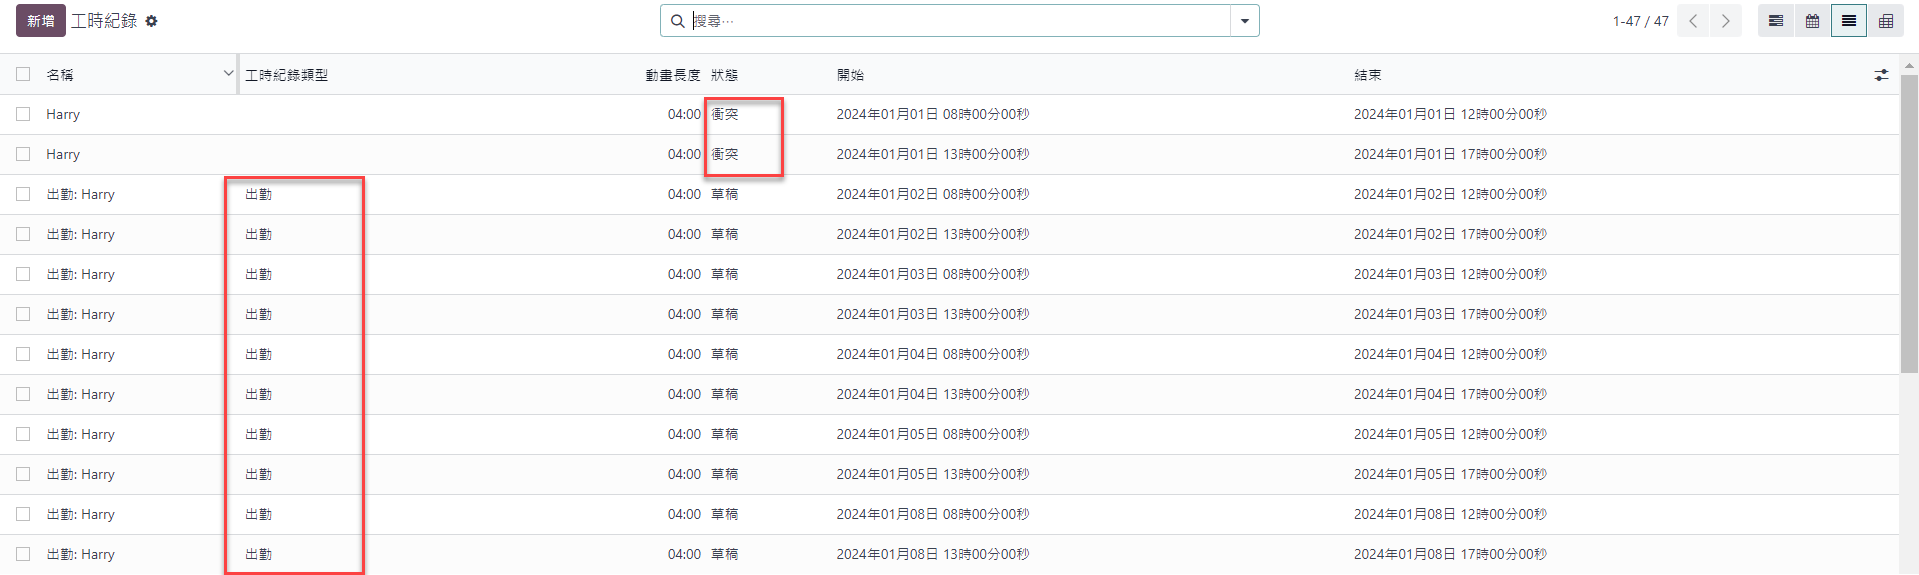 新增 工時紀錄 搜尋... 1-47 / 47
名稱 工時紀錄類型 動畫長度 狀態 開始 結束
Harry 04:00 衝突 2024年01月01日 08時00分00秒 2024年01月01日 12時00分00秒
Harry 04:00 衝突 2024年01月01日 13時00分00秒 2024年01月01日 17時00分00秒
出勤: Harry 出勤 04:00 草稿 2024年01月02日 08時00分00秒 2024年01月02日 12時00分00秒
出勤: Harry 出勤 04:00 草稿 2024年01月02日 13時00分00秒 2024年01月02日 17時00分00秒
出勤: Harry 出勤 04:00 草稿 2024年01月03日 08時00分00秒 2024年01月03日 12時00分00秒
出勤: Harry 出勤 04:00 草稿 2024年01月03日 13時00分00秒 2024年01月03日 17時00分00秒
出勤: Harry 出勤 04:00 草稿 2024年01月04日 08時00分00秒 2024年01月04日 12時00分00秒
出勤: Harry 出勤 04:00 草稿 2024年01月04日 13時00分00秒 2024年01月04日 17時00分00秒
出勤: Harry 出勤 04:00 草稿 2024年01月05日 08時00分00秒 2024年01月05日 12時00分00秒
出勤: Harry 出勤 04:00 草稿 2024年01月05日 13時00分00秒 2024年01月05日 17時00分00秒
出勤: Harry 出勤 04:00 草稿 2024年01月08日 08時00分00秒 2024年01月08日 12時00分00秒
出勤: Harry 出勤 04:00 草稿 2024年01月08日 13時00分00秒 2024年01月08日 17時00分00秒